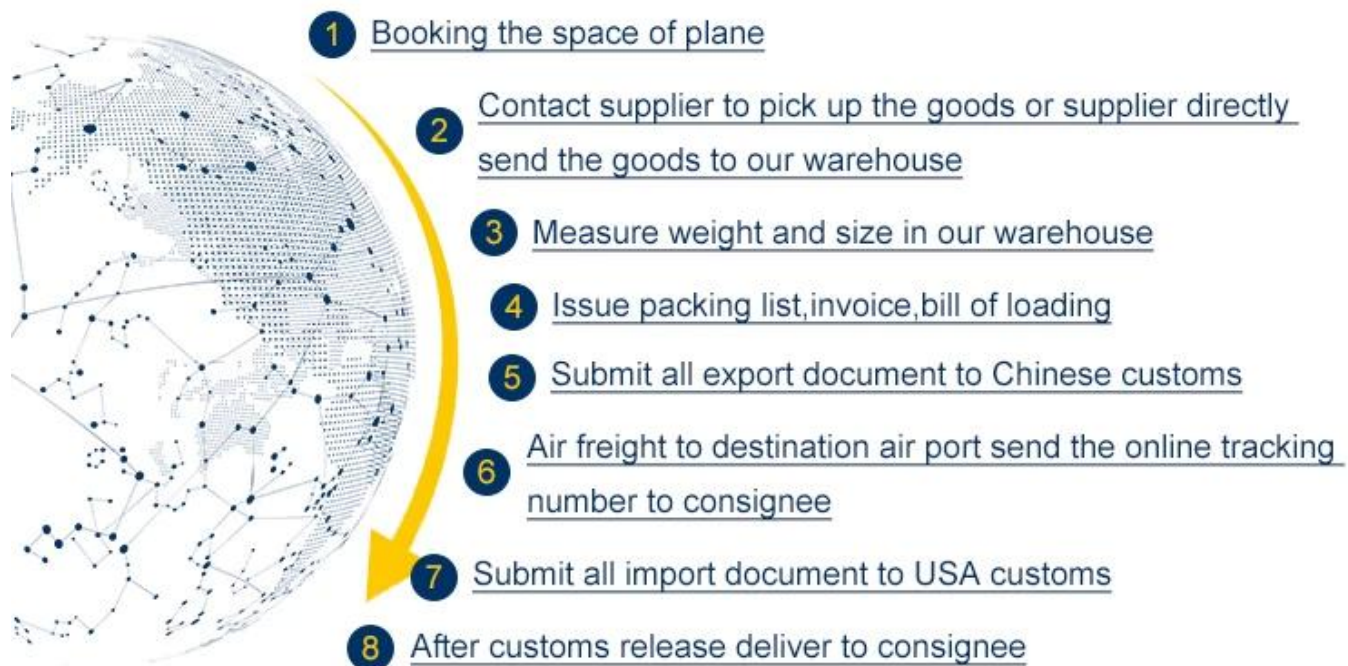 1 Booking the space of plane
2 Contact supplier to pick up the goods or supplier directly
send the goods to our warehouse
3 Measure weight and size in our warehouse
4 Issue packing list,invoice,bill of loading
5 Submit all export document to Chinese customs
6 Air freight to destination air port send the online tracking
number to consignee
7 Submit all import document to USA customs
8 After customs release deliver to consignee